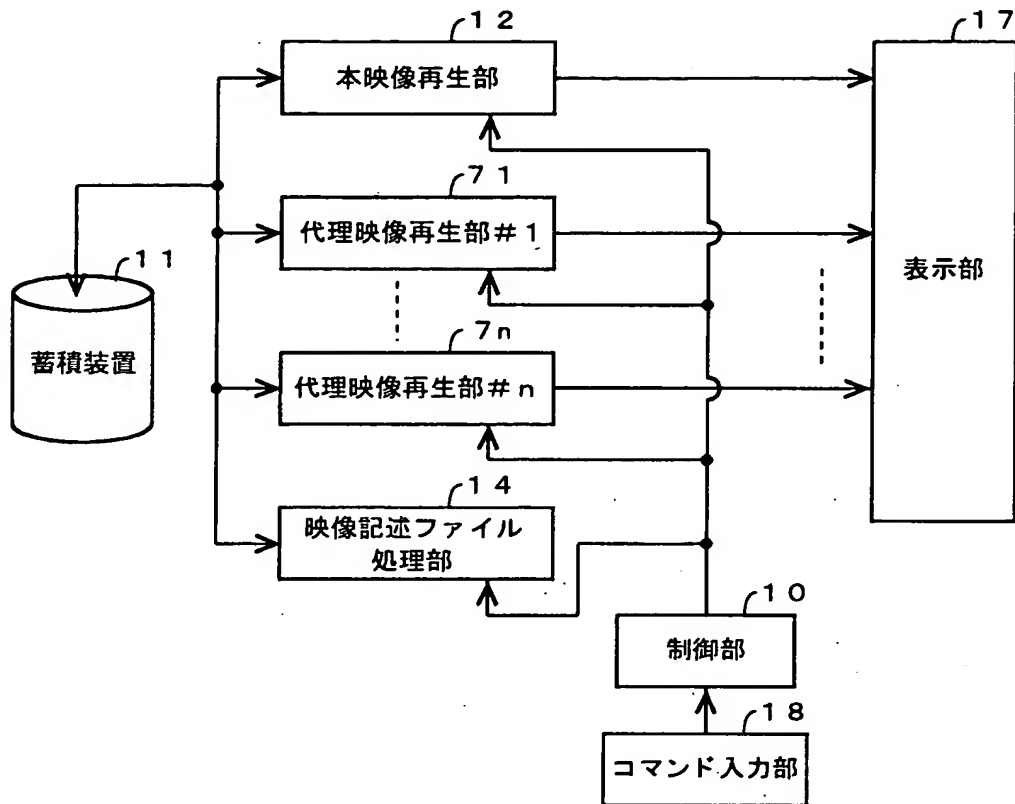 １２
本映像再生部
１７
表示部
７１
代理映像再生部＃１
１１
蓄積装置
７ｎ
代理映像再生部＃ｎ
１４
映像記述ファイル
処理部
１０
制御部
１８
コマンド入力部